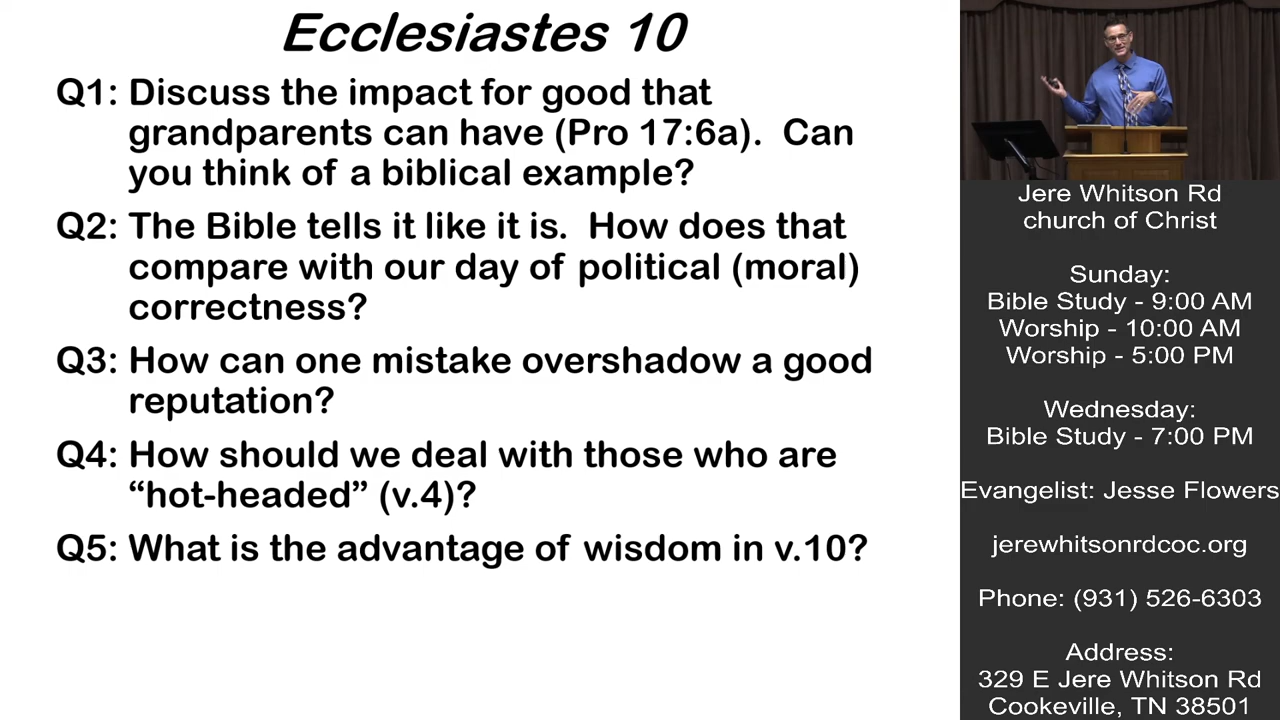 Ecclesiastes 10
Q1: Discuss the impact for good that
grandparents can have (Pro 17:6a).  Can
you think of a biblical example?
Q2: The Bible tells it like it is.  How does that
compare with our day of political (moral)
correctness?
Q3: How can one mistake overshadow a good
reputation?
Q4: How should we deal with those who are
“hot-headed” (v.4)?
Q5: What is the advantage of wisdom in v.10?
Jere Whitson Rd
church of Christ
Sunday:
Bible Study - 9:00 AM
Worship - 10:00 AM
Worship - 5:00 PM
Wednesday:
Bible Study - 7:00 PM
Evangelist: Jesse Flowers
jerewhitsonrdcoc.org
Phone: (931) 526-6303
Address:
329 E Jere Whitson Rd
Cookeville, TN 38501